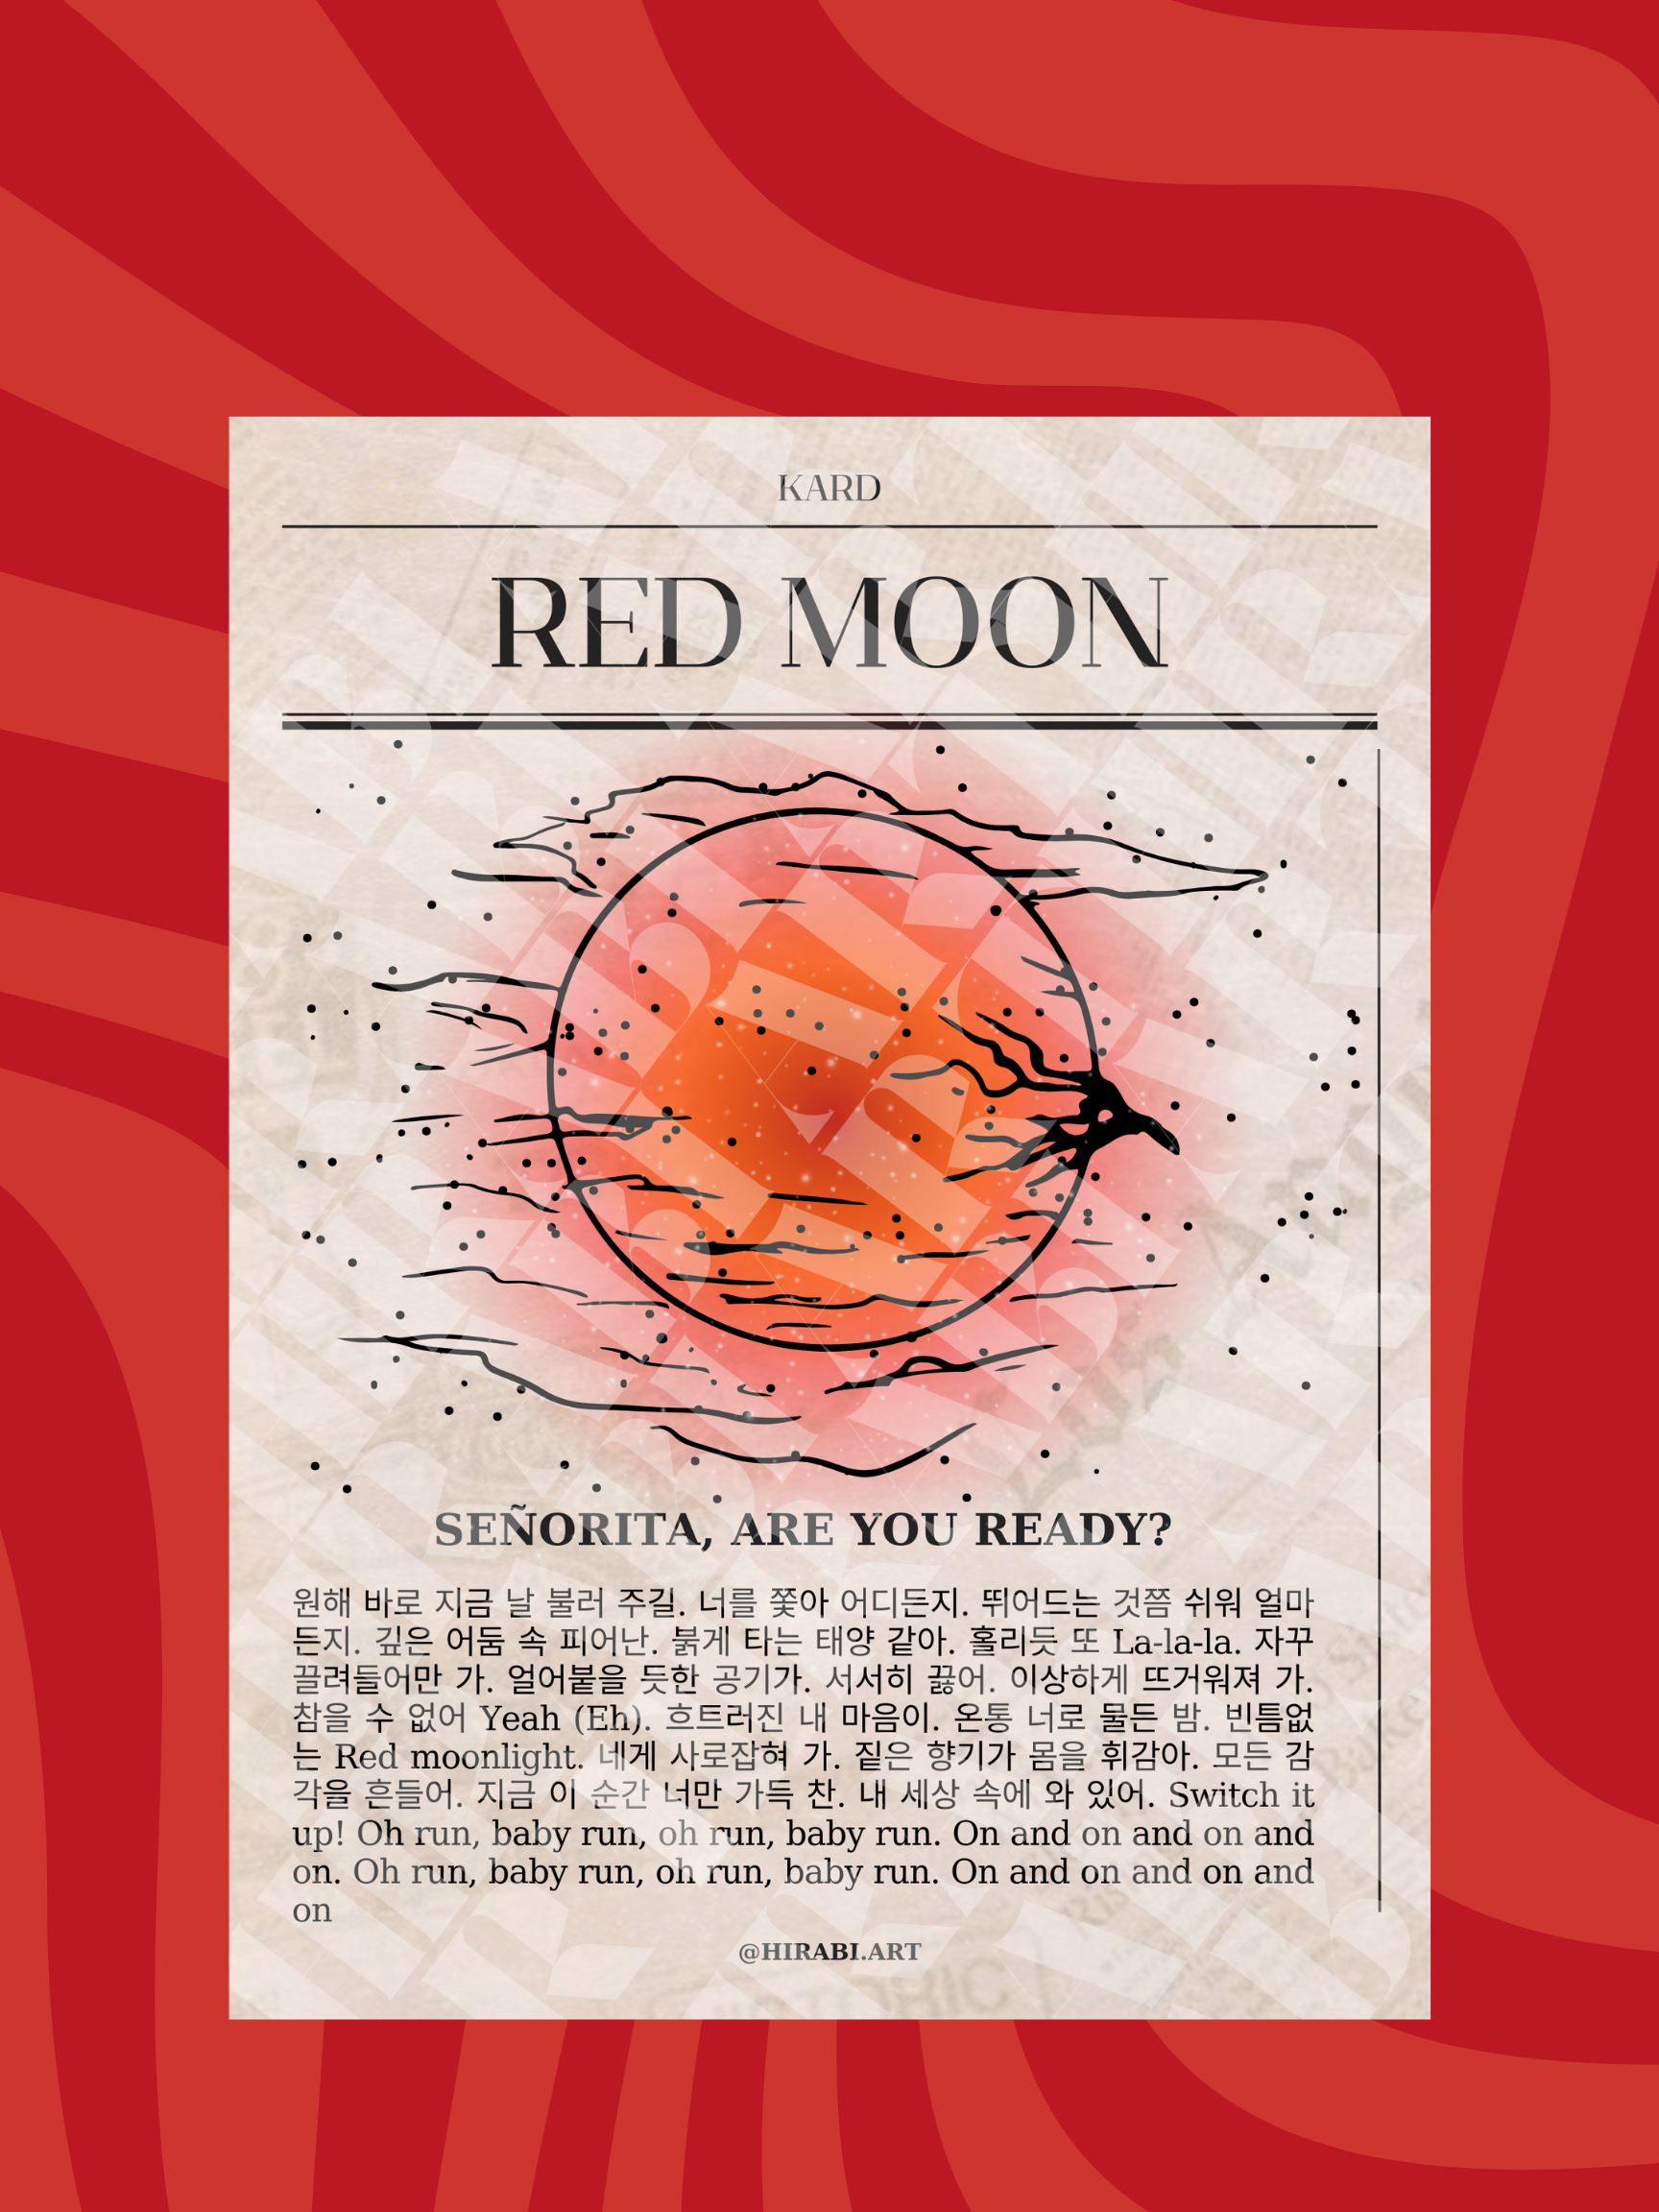 KARD
RED MOON
SEÑORITA, ARE YOU READY?
원해 바로 지금 날 불러 주길. 너를 쫓아 어디든지. 뛰어드는 것쯤 쉬워 얼마
든지. 깊은 어둠 속 피어난. 붉게 타는 태양 같아. 홀리듯 또 La-la-la. 자꾸
끌려들어만 가. 얼어붙을 듯한 공기가. 서서히 끓어. 이상하게 뜨거워져 가.
참을 수 없어 Yeah (Eh). 흐트러진 내 마음이. 온통 너로 물든 밤. 빈틈없
는 Red moonlight. 네게 사로잡혀 가. 짙은 향기가 몸을 휘감아. 모든 감
각을 흔들어. 지금 이 순간 너만 가득 찬. 내 세상 속에 와 있어. Switch it
up! Oh run, baby run, oh run, baby run. On and on and on and
on. Oh run, baby run, oh run, baby run. On and on and on and
on
@HIRABI.ART